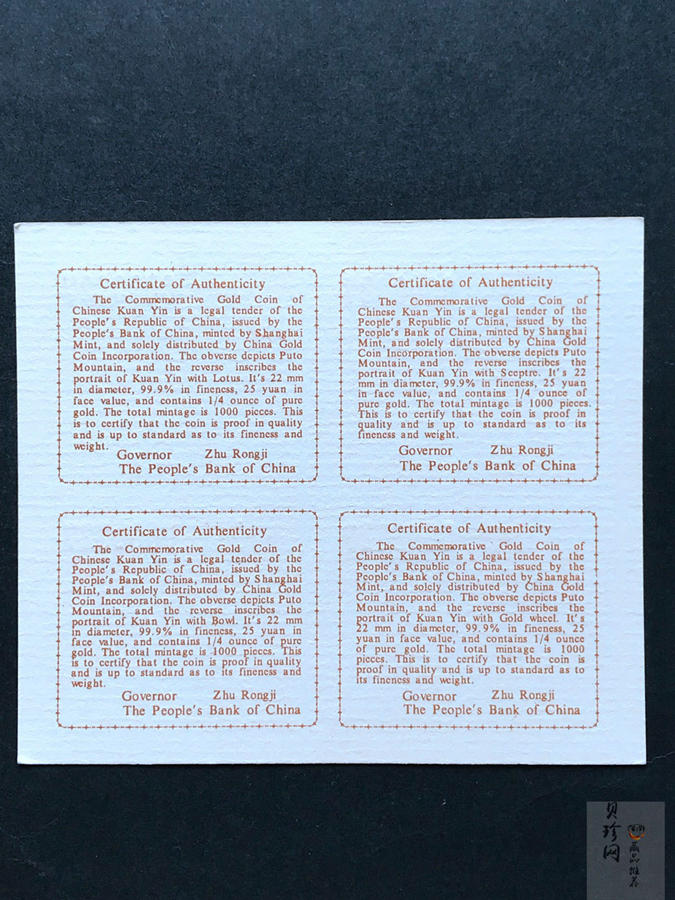 Certificate of Authenticity
The Commemorative Gold Coin of
Chinese Kuan Yin is a legal tender of the
People's Republic of China, issued by the
People's Bank of China, minted by Shanghai
Mint, and solely distributed by China Gold
Coin Incorporation. The obverse depicts Puto
Mountain, and the reverse inscribes the
portrait of Kuan Yin with Lotus. It's 22 mm
in diameter, 99.9% in fineness, 25 yuan in
face value, and contains 1/4 ounce of pure
gold. The total mintage is 1000 pieces. This
is to certify that the coin is proof in quality
and is up to standard as to its fineness and
weight.
Governor Zhu Rongji
The People's Bank of China
Certificate of Authenticity
The Commemorative Gold Coin of
Chinese Kuan Yin is a legal tender of the
People's Republic of China, issued by the
People's Bank of China, minted by Shanghai
Mint, and solely distributed by China Gold
Coin Incorporation. The obverse depicts Puto
Mountain, and the reverse inscribes the
portrait of Kuan Yin with Sceptre. It's 22
mm in diameter, 99.9% in fineness, 25 yuan
in face value, and contains 1/4 ounce of
pure gold. The total mintage is 1000 pieces.
This is to certify that the coin is proof in
quality and is up to standard as to its
fineness and weight.
Governor Zhu Rongji
The People's Bank of China
Certificate of Authenticity
The Commemorative Gold Coin of
Chinese Kuan Yin is a legal tender of the
People's Republic of China, issued by the
People's Bank of China, minted by Shanghai
Mint, and solely distributed by China Gold
Coin Incorporation. The obverse depicts Puto
Mountain, and the reverse inscribes the
portrait of Kuan Yin with Bowl. It's 22 mm
in diameter, 99.9% in fineness, 25 yuan in
face value, and contains 1/4 ounce of pure
gold. The total mintage is 1000 pieces. This
is to certify that the coin is proof in quality
and is up to standard as to its fineness and
weight.
Governor Zhu Rongji
The People's Bank of China
Certificate of Authenticity
The Commemorative Gold Coin of
Chinese Kuan Yin is a legal tender of the
People's Republic of China, issued by the
People's Bank of China, minted by Shanghai
Mint, and solely distributed by China Gold
Coin Incorporation. The obverse depicts Puto
Mountain, and the reverse inscribes the
portrait of Kuan Yin with Gold wheel. It's
22 mm in diameter, 99.9% in fineness, 25
yuan in face value, and contains 1/4 ounce
of pure gold. The total mintage is 1000
pieces. This is to certify that the coin is
proof in quality and is up to standard as to
its fineness and weight.
Governor Zhu Rongji
The People's Bank of China
贝珍网
藏品推荐